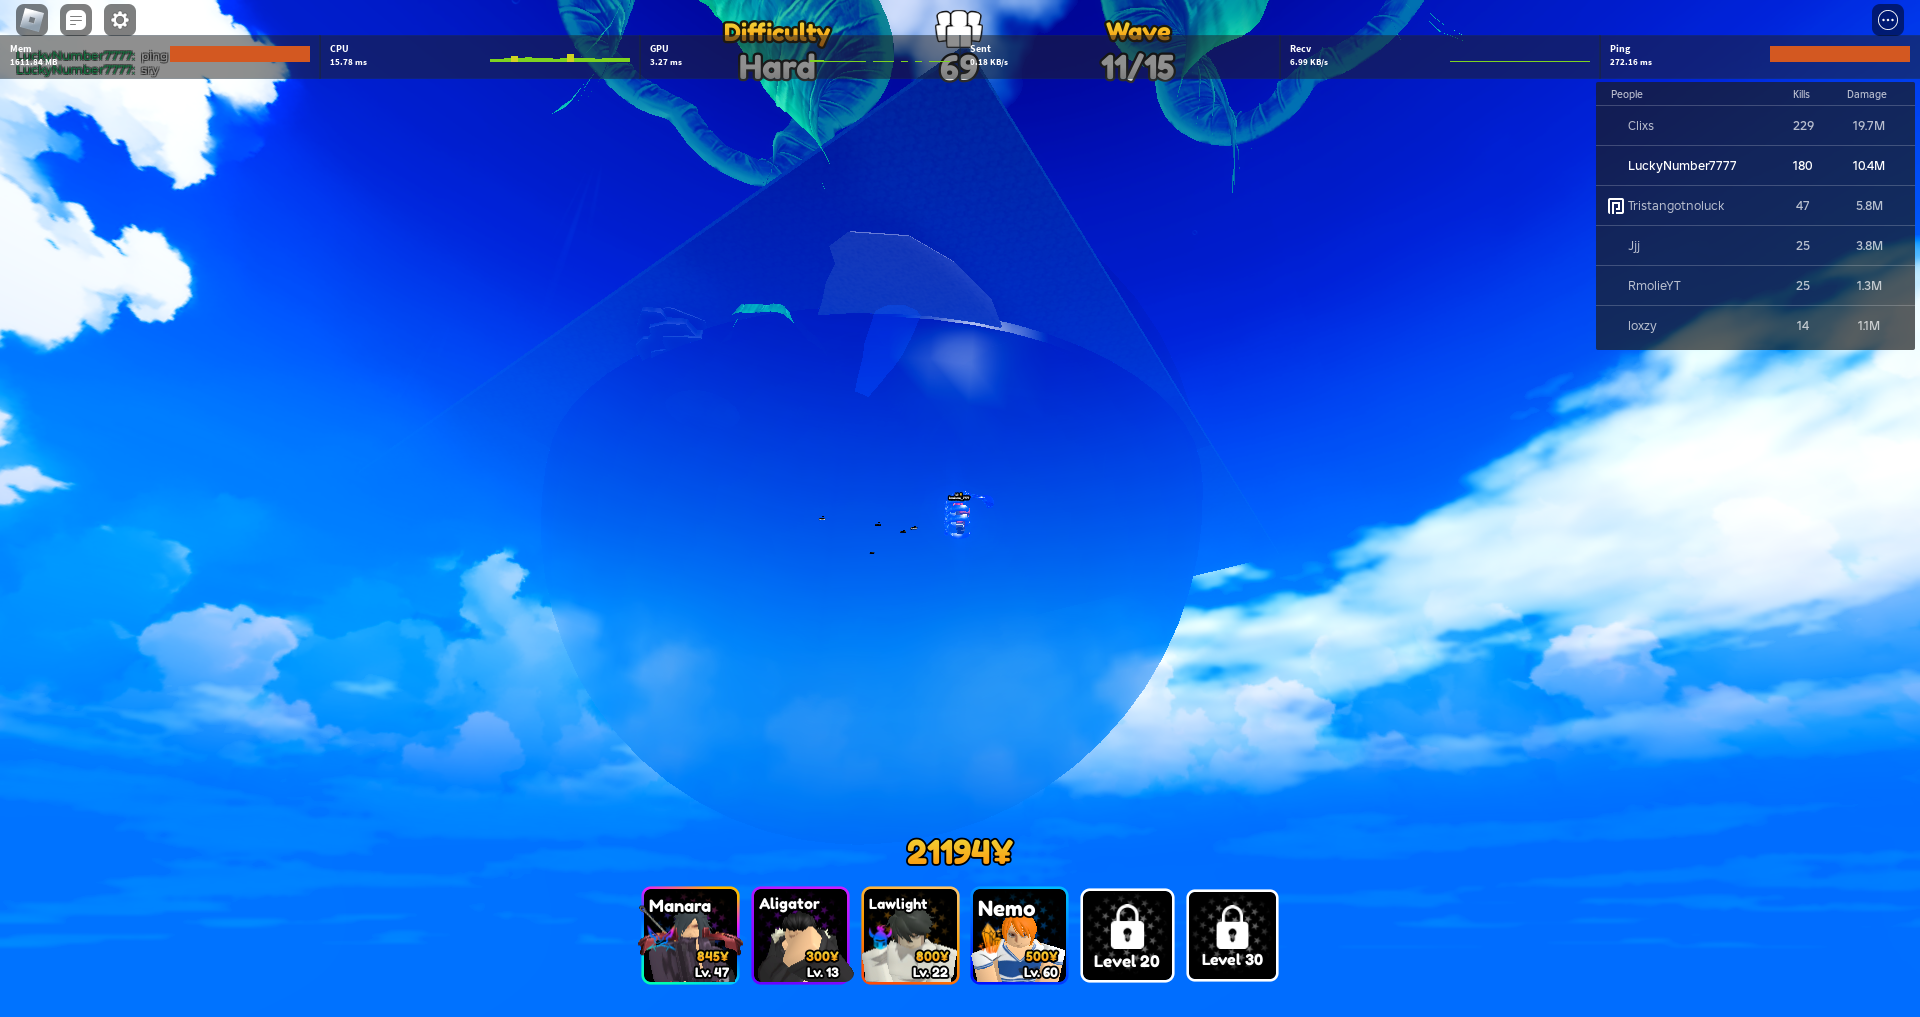 Difficulty
Hard
69
Wave
11/15
Mem
1611.84 MB
CPU
15.78 ms
GPU
3.27 ms
Sent
0.18 KB/s
Recv
6.99 KB/s
Ping
272.16 ms
LuckyNumber7777: ping
LuckyNumber7777: sry
People Kills Damage
Clixs 229 19.7M
LuckyNumber7777 180 10.4M
Tristangotnoluck 47 5.8M
Jjj 25 3.8M
RmolieYT 25 1.3M
loxzy 14 1.1M
21194¥
Manara
845¥
Lv. 47
Aligator
300¥
Lv. 13
Lawlight
800¥
Lv. 22
Nemo
500¥
Lv. 60
Level 20
Level 30